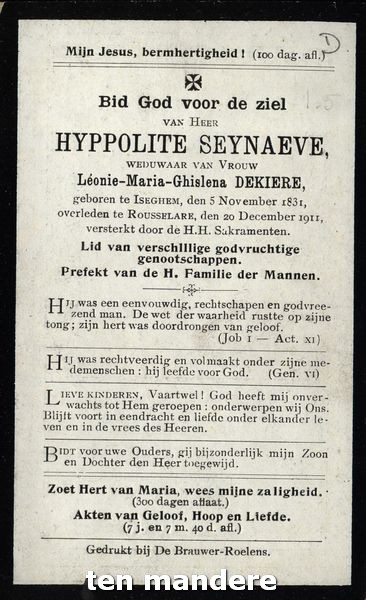 Mijn Jesus, bermhertigheid ! (100 dag. afl.)
D
Bid God voor de ziel
VAN HEER
HYPPOLITE SEYNAEVE,
WEDUWAAR VAN VROUW
Léonie-Maria-Ghislena DEKIERE,
geboren te ISEGHEM, den 5 November 1831,
overleden te ROUSSELARE, den 20 December 1911,
versterkt door de H.H. Sakramenten.
Lid van verschillige godvruchtige
genootschappen.
Prefekt van de H. Familie der Mannen.
HIJ was een eenvoudig, rechtschapen en godvree-
zend man. De wet der waarheid rustte op zijne
tong ; zijn hert was doordrongen van geloof.
(Job I — Act. XI)
HIJ was rechtveerdig en volmaakt onder zijne me-
demenschen : hij leefde voor God. (Gen. VI)
LIEVE KINDEREN, Vaartwel ! God heeft mij onver-
wachts tot Hem geroepen : onderwerpen wij Ons.
Blijft voort in eendracht en liefde onder elkander le-
ven en in de vrees des Heeren.
BIDT voor uwe Ouders, gij bijzonderlijk mijn Zoon
en Dochter den Heer toegewijd.
Zoet Hert van Maria, wees mijne zaligheid.
(300 dagen aflaat.)
Akten van Geloof, Hoop en Liefde.
(7 j. en 7 m. 40 d. afl.)
Gedrukt bij De Brauwer-Roelens.
ten mandere